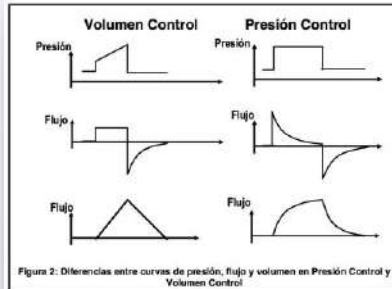 Volumen Control
Presión Control
Presión
Presión
Flujo
Flujo
Flujo
Flujo
Figura 2: Diferencias entre curvas de presión, flujo y volumen en Presión Control y
Volumen Control